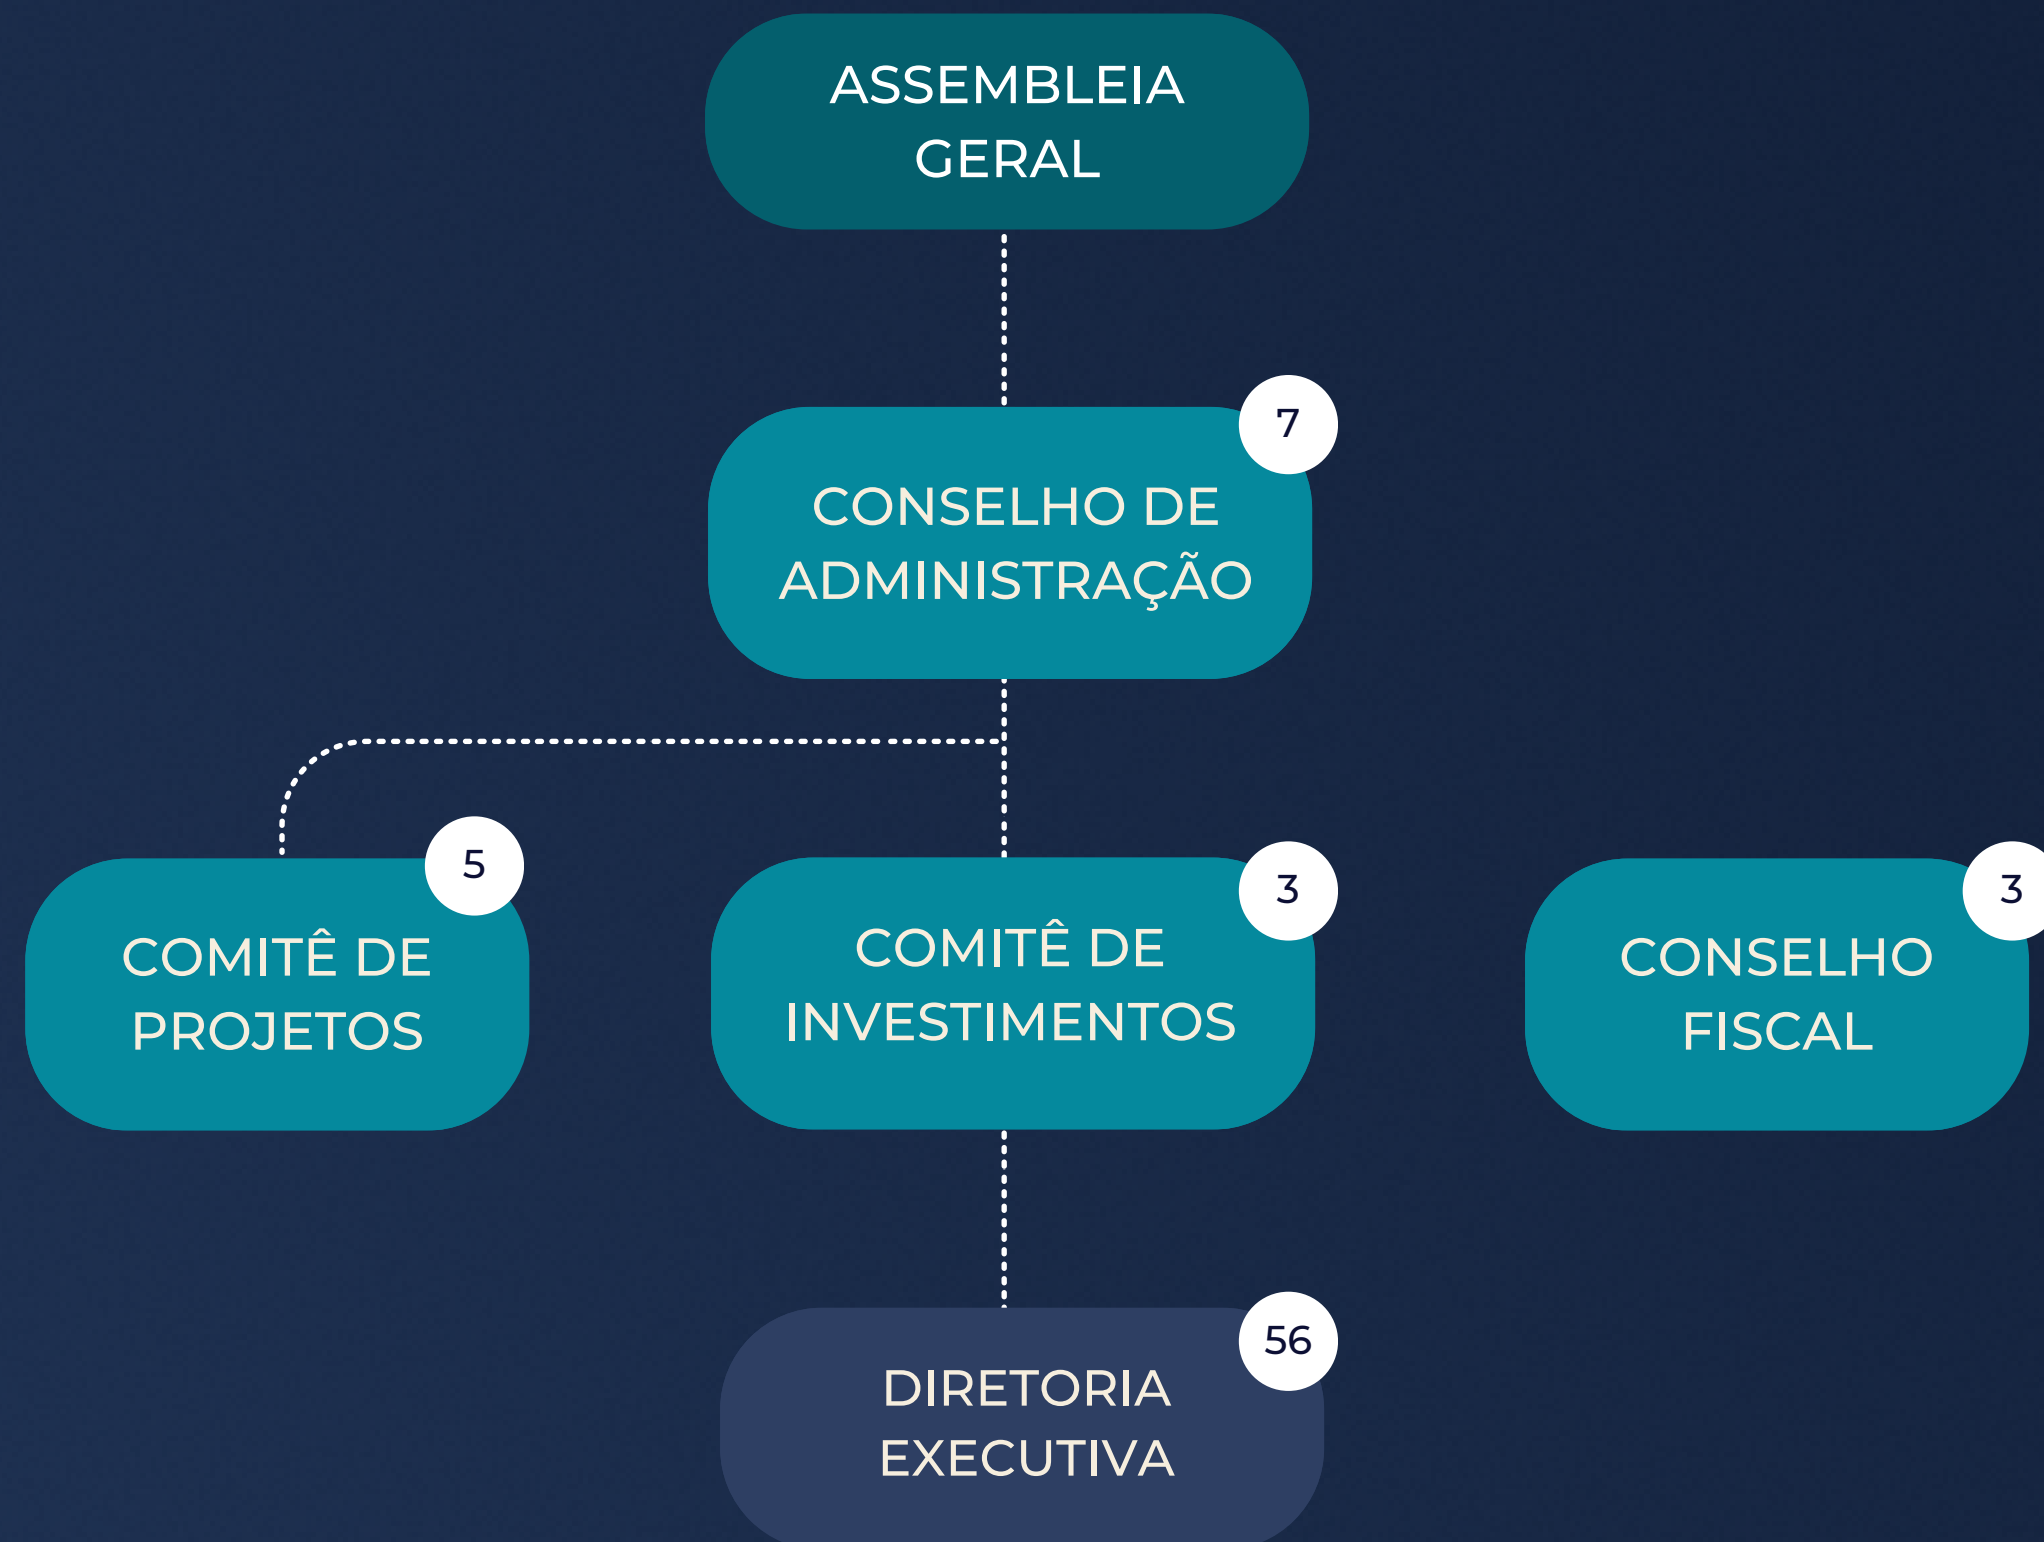 ASSEMBLEIA
GERAL
7
CONSELHO DE
ADMINISTRAÇÃO
5
COMITÊ DE
PROJETOS
3
COMITÊ DE
INVESTIMENTOS
3
CONSELHO
FISCAL
56
DIRETORIA
EXECUTIVA